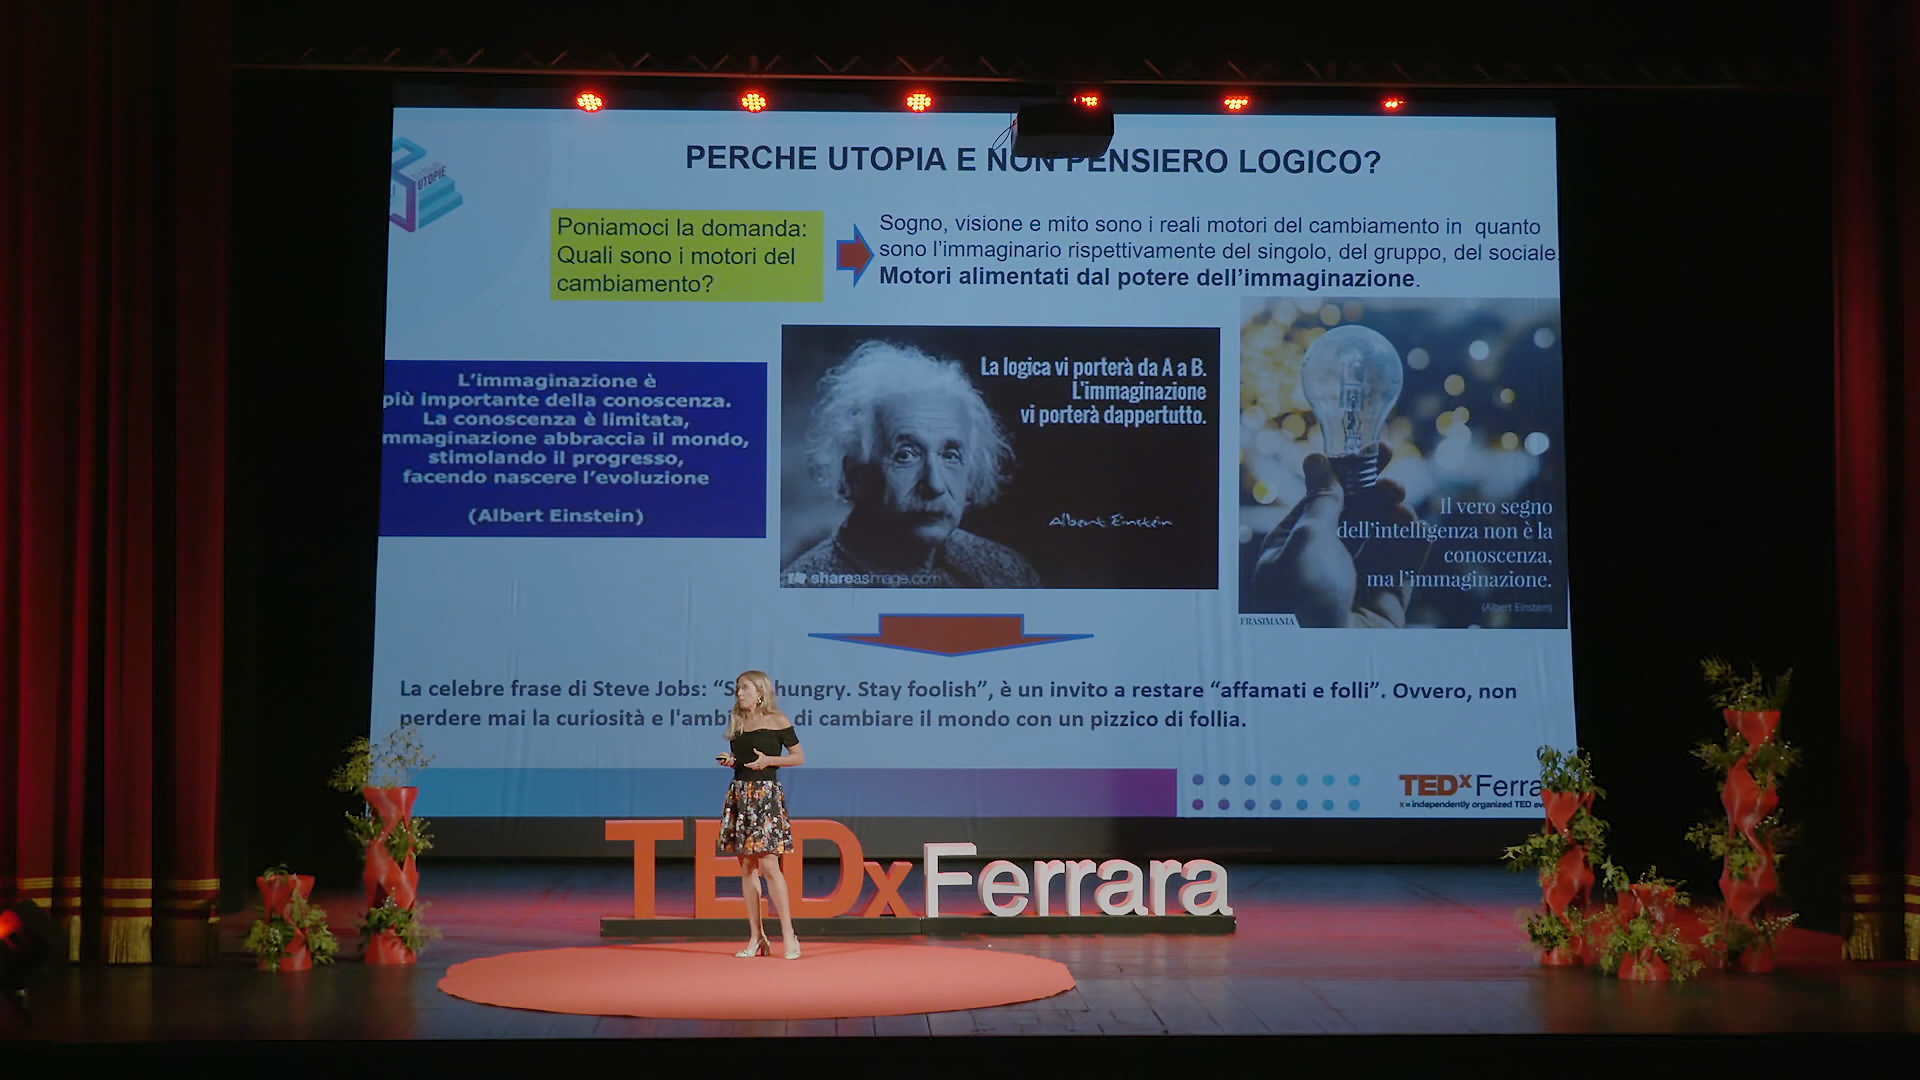 UTOPIE
PERCHE UTOPIA E NON PENSIERO LOGICO?
Poniamoci la domanda:
Quali sono i motori del
cambiamento?
Sogno, visione e mito sono i reali motori del cambiamento in quanto
sono l'immaginario rispettivamente del singolo, del gruppo, del sociale.
Motori alimentati dal potere dell'immaginazione.
L'immaginazione è
più importante della conoscenza.
La conoscenza è limitata,
mmaginazione abbraccia il mondo,
stimolando il progresso,
facendo nascere l'evoluzione
(Albert Einstein)
La logica vi porterà da A a B.
L'immaginazione
vi porterà dappertutto.
Albert Einstein
shareasimage.com
Il vero segno
dell'intelligenza non è la
conoscenza,
ma l'immaginazione.
(Albert Einstein)
FRASIMANIA
La celebre frase di Steve Jobs: “S hungry. Stay foolish”, è un invito a restare “affamati e folli”. Ovvero, non
perdere mai la curiosità e l'ambi di cambiare il mondo con un pizzico di follia.
TEDx Ferra
x = independently organized TED ev
TEDx Ferrara